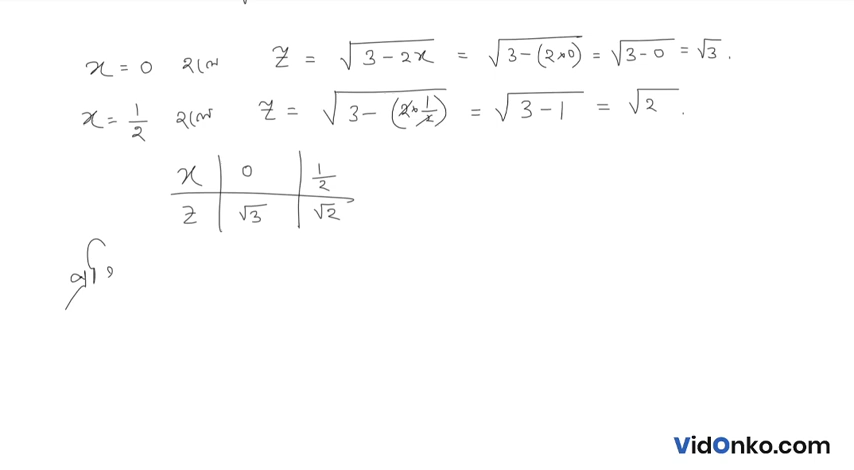 x = 0 হলে Z = √(3 - 2x) = √(3 - (2×0)) = √(3 - 0) = √3 .
x = 1/2 হলে Z = √(3 - (2×1/2)) = √(3 - 1) = √2 .
x | 0 | 1/2
Z | √3 | √2
VidOnko.com